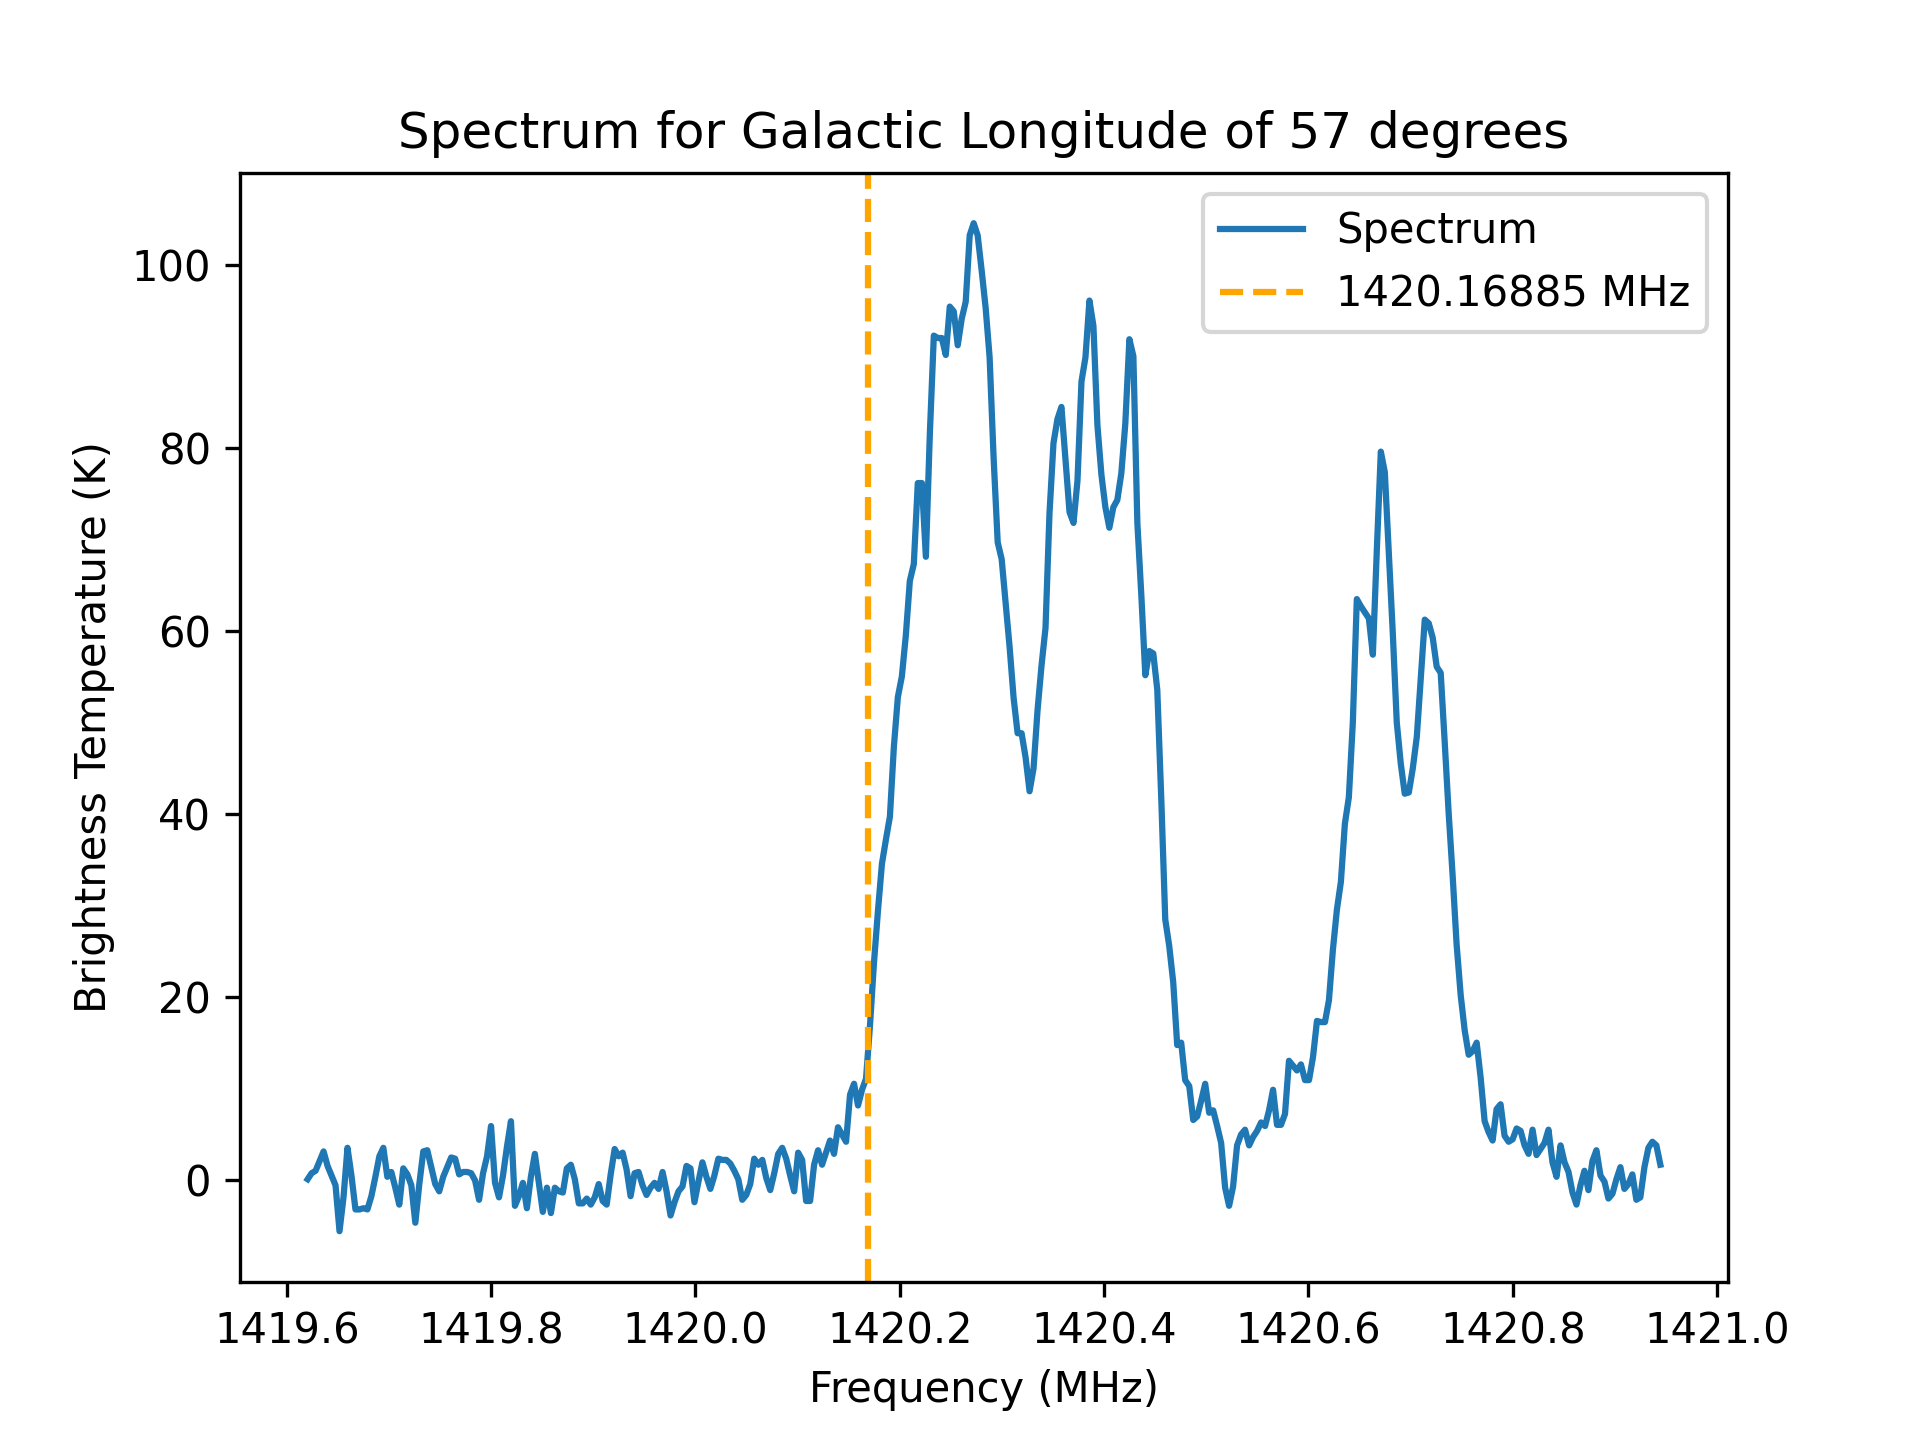 Spectrum for Galactic Longitude of 57 degrees
Spectrum
1420.16885 MHz
Brightness Temperature (K)
100
80
60
40
20
0
1419.6 1419.8 1420.0 1420.2 1420.4 1420.6 1420.8 1421.0
Frequency (MHz)